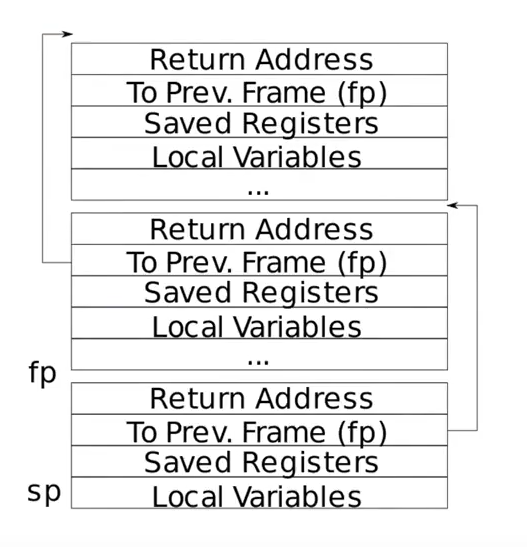 Return Address
To Prev. Frame (fp)
Saved Registers
Local Variables
...
Return Address
To Prev. Frame (fp)
Saved Registers
Local Variables
...
fp
Return Address
To Prev. Frame (fp)
Saved Registers
sp
Local Variables